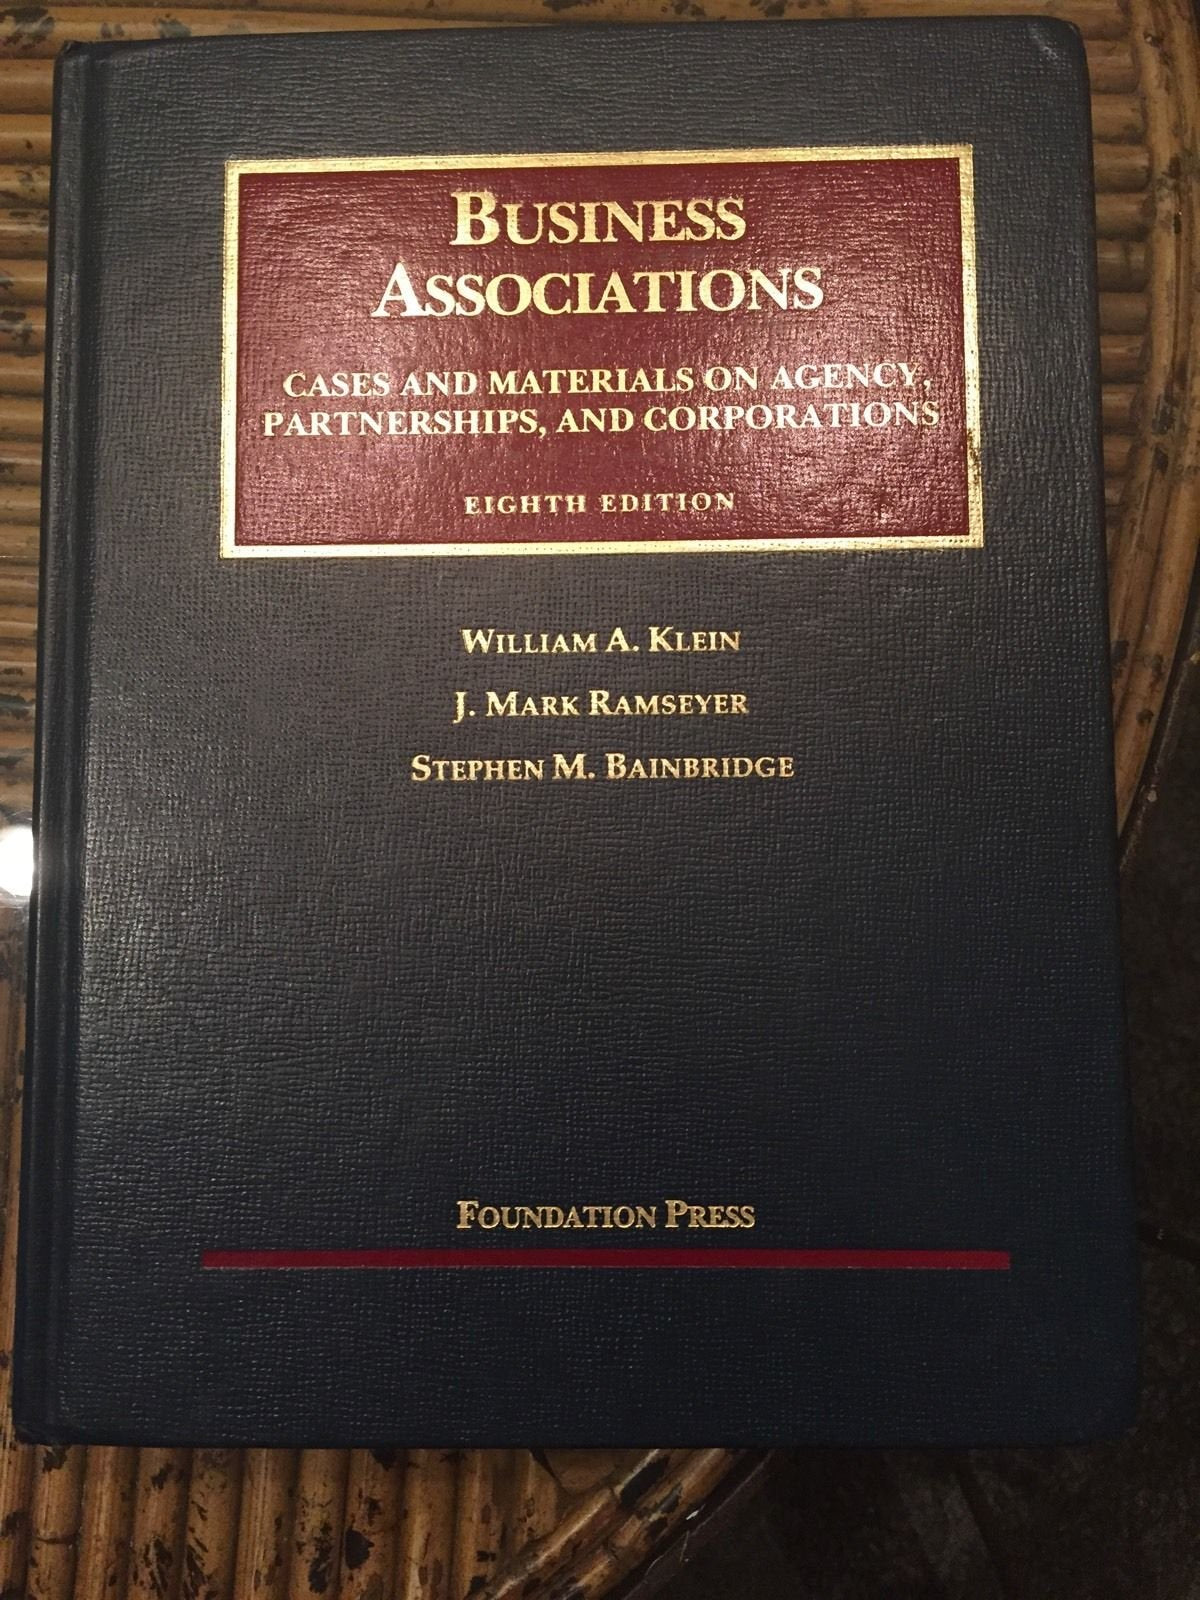 BUSINESS
ASSOCIATIONS
CASES AND MATERIALS ON AGENCY,
PARTNERSHIPS, AND CORPORATIONS
EIGHTH EDITION
WILLIAM A. KLEIN
J. MARK RAMSEYER
STEPHEN M. BAINBRIDGE
FOUNDATION PRESS